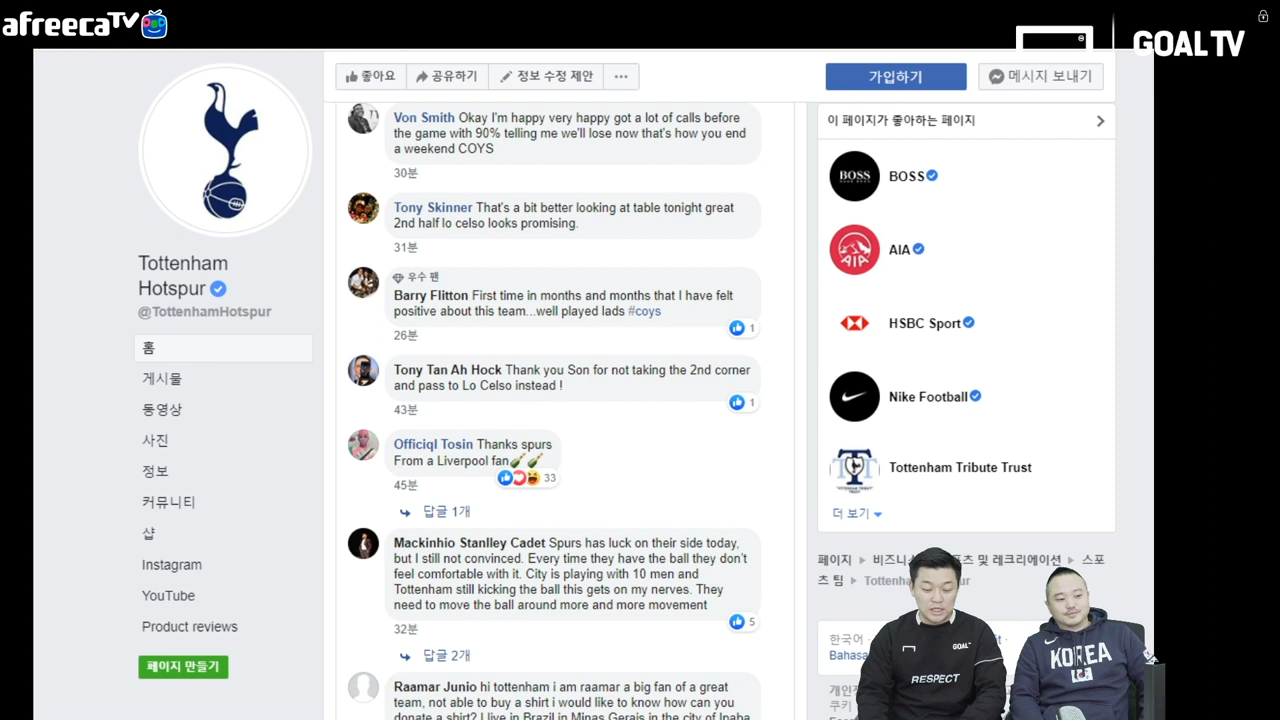 afreecaTV
GOAL TV
좋아요
공유하기
정보 수정 제안
가입하기
메시지 보내기
Tottenham
Hotspur
@TottenhamHotspur
홈
게시물
동영상
사진
정보
커뮤니티
샵
Instagram
YouTube
Product reviews
페이지 만들기
Von Smith Okay I'm happy very happy got a lot of calls before
the game with 90% telling me we'll lose now that's how you end
a weekend COYS
30분
Tony Skinner That's a bit better looking at table tonight great
2nd half lo celso looks promising.
31분
우수 팬
Barry Flitton First time in months and months that I have felt
positive about this team...well played lads #coys
1
26분
Tony Tan Ah Hock Thank you Son for not taking the 2nd corner
and pass to Lo Celso instead !
1
43분
Officiql Tosin Thanks spurs
From a Liverpool fan
33
45분
답글 1개
Mackinhio Stanlley Cadet Spurs has luck on their side today,
but I still not convinced. Every time they have the ball they don't
feel comfortable with it. City is playing with 10 men and
Tottenham still kicking the ball this gets on my nerves. They
need to move the ball around more and more movement
5
32분
답글 2개
Raamar Junio hi tottenham i am raamar a big fan of a great
team, not able to buy a shirt i would like to know how can you
donate a shirt? I live in Brazil in Minas Gerais in the city of Ipaba
이 페이지가 좋아하는 페이지
BOSS
BOSS
AIA
AIA
HSBC Sport
Nike Football
Tottenham Tribute Trust
더 보기
페이지
비즈니스
및 레크리에이션
스포
츠 팀
한국어
Bahasa
개인정
쿠키
GOAL
RESPECT
KOREA